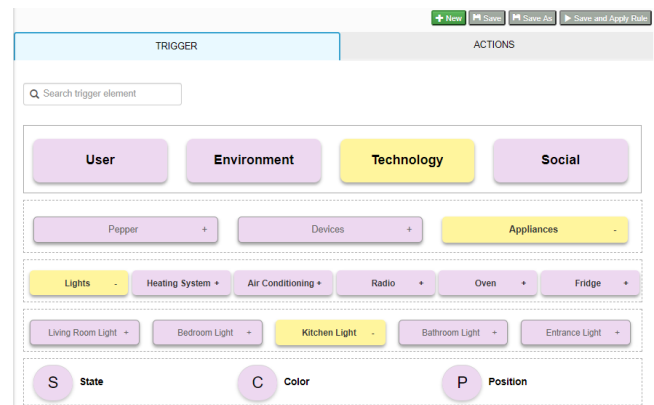 + New Save Save As Save and Apply Rule
TRIGGER ACTIONS
Search trigger element
User Environment Technology Social
Pepper + Devices + Appliances -
Lights - Heating System + Air Conditioning + Radio + Oven + Fridge +
Living Room Light + Bedroom Light + Kitchen Light - Bathroom Light + Entrance Light +
S State C Color P Position